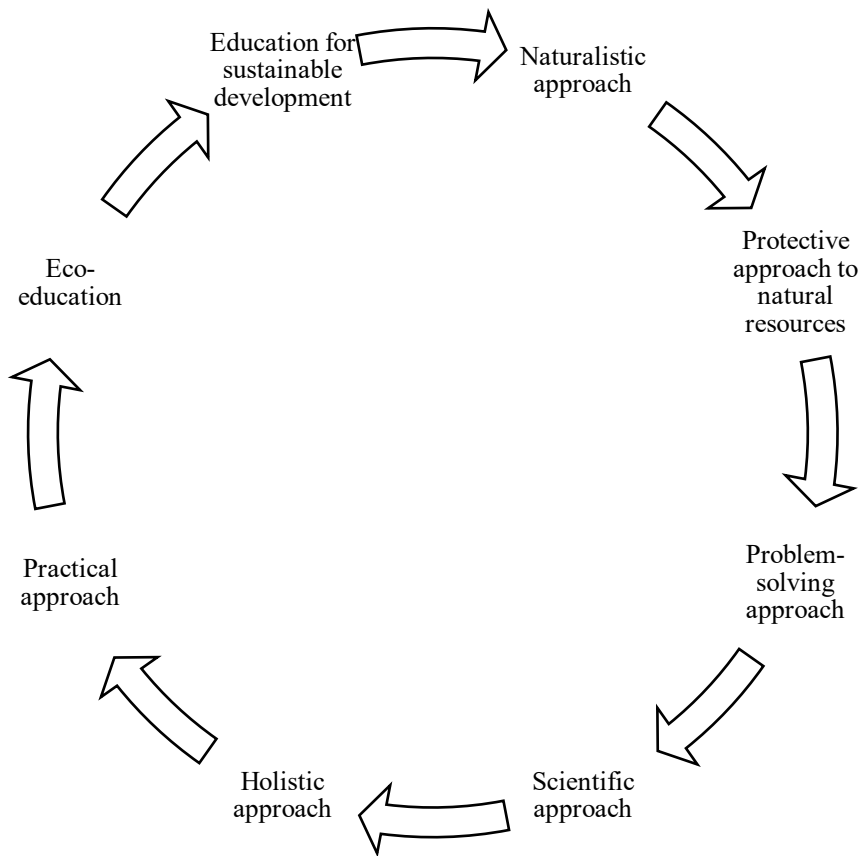 Education for
sustainable
development
Naturalistic
approach
Protective
approach to
natural
resources
Problem-
solving
approach
Scientific
approach
Holistic
approach
Practical
approach
Eco-
education